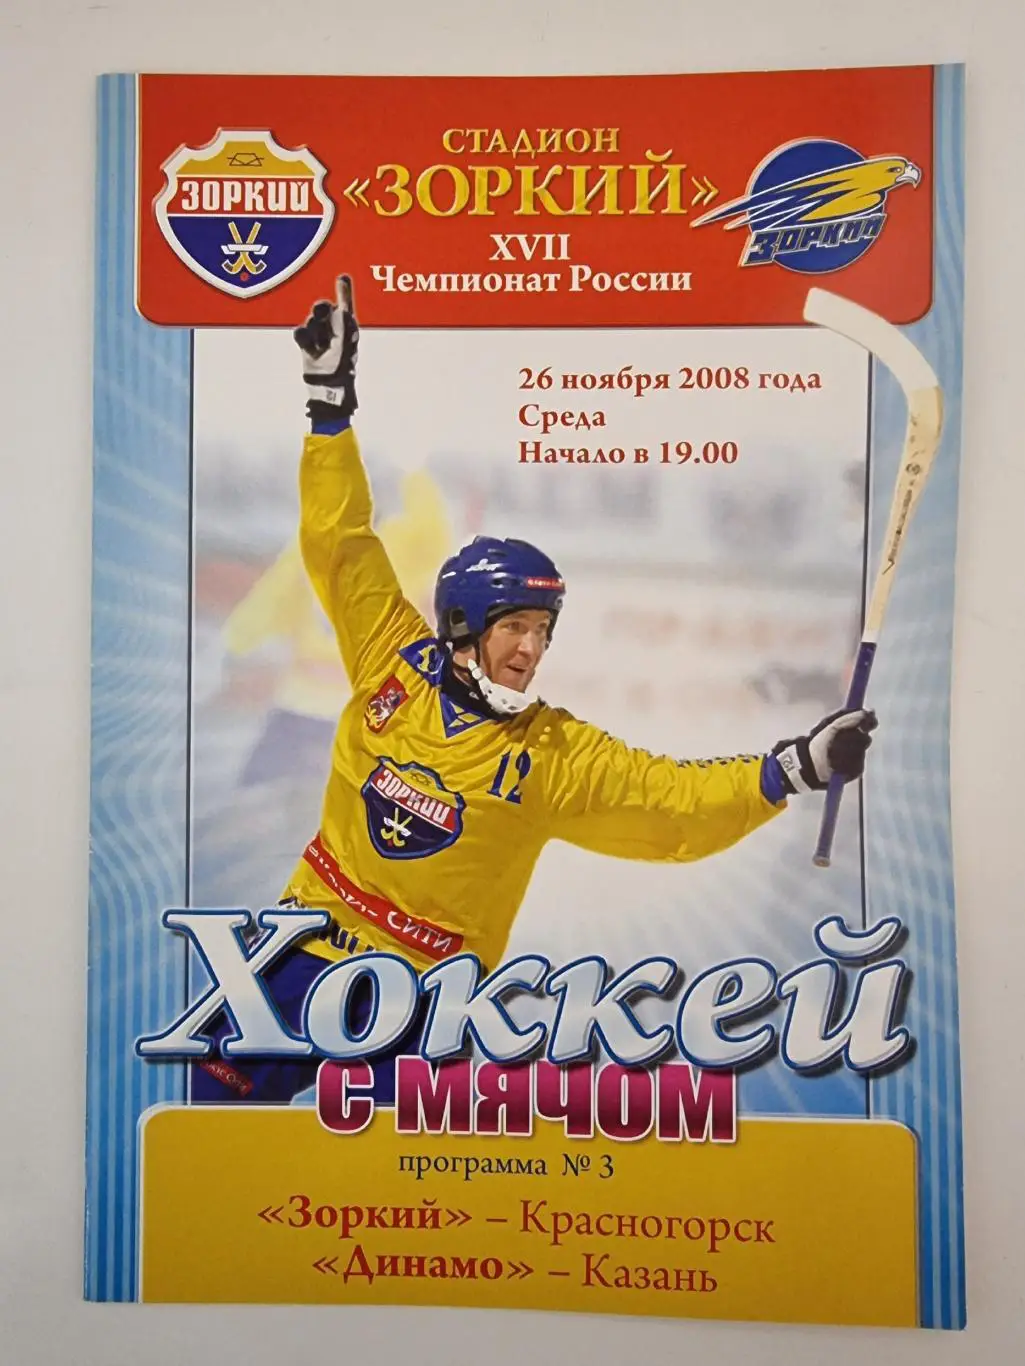 СТАДИОН
ЗОРКИЙ
«ЗОРКИЙ»
ЗОРКИЙ
XVII
Чемпионат России
26 ноября 2008 года
Среда
Начало в 19.00
12
ЗОРКИЙ
СИТИ
Хоккей
с мячом
программа № 3
«Зоркий» – Красногорск
«Динамо» – Казань